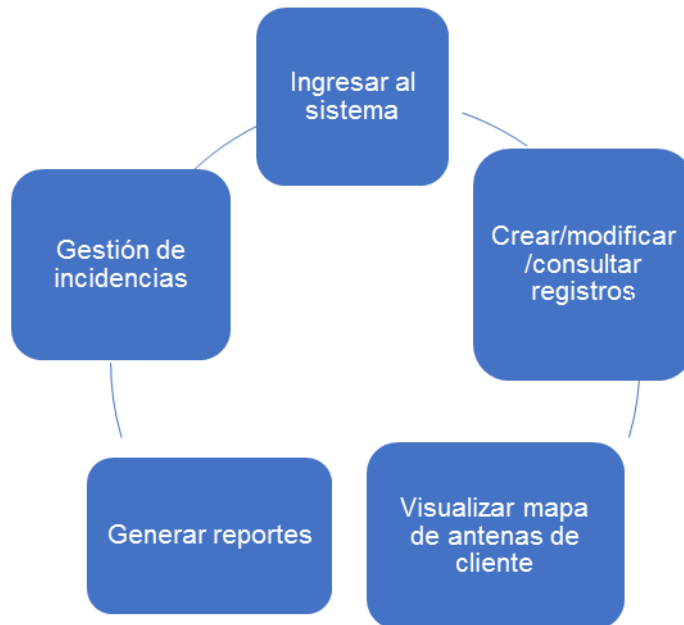 Ingresar al
sistema
Crear/modificar
/consultar
registros
Visualizar mapa
de antenas de
cliente
Generar reportes
Gestión de
incidencias